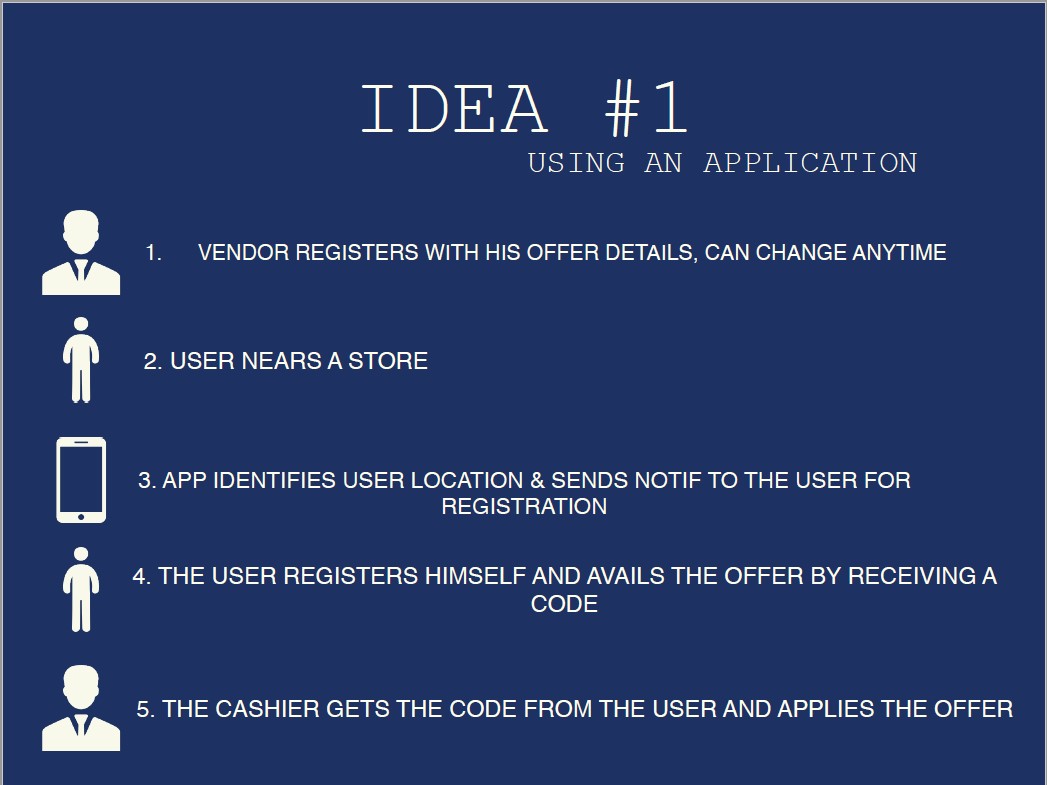 IDEA #1
USING AN APPLICATION
1. VENDOR REGISTERS WITH HIS OFFER DETAILS, CAN CHANGE ANYTIME
2. USER NEARS A STORE
3. APP IDENTIFIES USER LOCATION & SENDS NOTIF TO THE USER FOR
REGISTRATION
4. THE USER REGISTERS HIMSELF AND AVAILS THE OFFER BY RECEIVING A
CODE
5. THE CASHIER GETS THE CODE FROM THE USER AND APPLIES THE OFFER